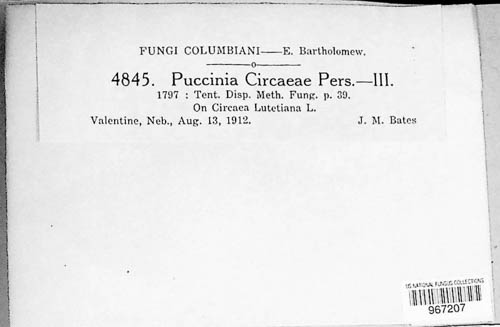 FUNGI COLUMBIANI—E. Bartholomew.
4845. Puccinia Circaeae Pers.—III.
1797 : Tent. Disp. Meth. Fung. p. 39.
On Circaea Lutetiana L.
Valentine, Neb., Aug. 13, 1912. J. M. Bates
US NATIONAL FUNGUS COLLECTIONS
967207